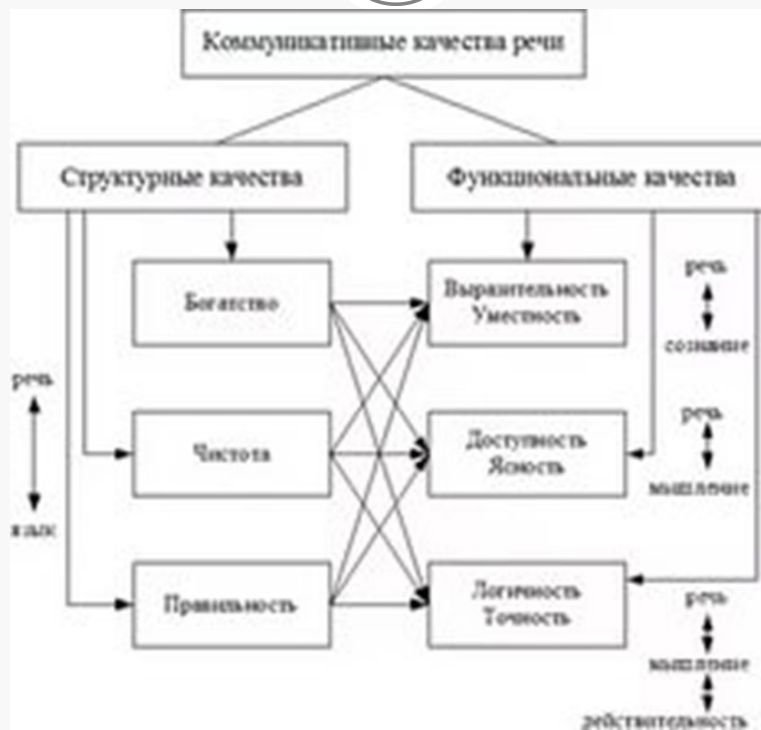 Коммуникативные качества речи
Структурные качества
Функциональные качества
Богатство
Выразительность
Уместность
речь
сознание
речь
язык
Чистота
Доступность
Ясность
речь
мышление
Правильность
Логичность
Точность
речь
мышление
действительность